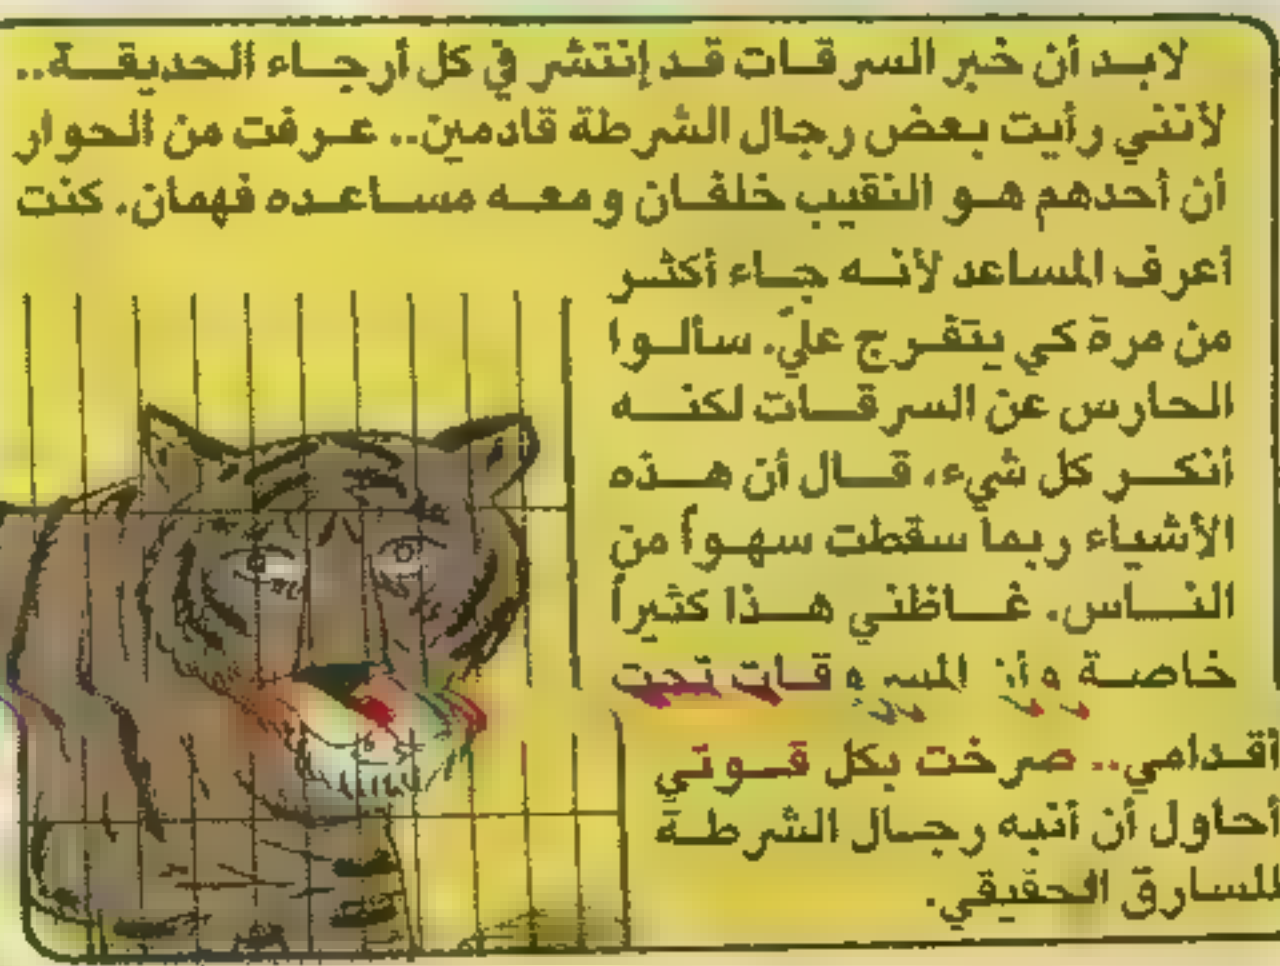 لابد أن خبر السرقات قد إنتشر في كل أرجاء الحديقة..
لأنني رأيت بعض رجال الشرطة قادمين.. عرفت من الحوار
أن أحدهم هو النقيب خلفان ومعه مساعده فهمان. كنت
أعرف المساعد لأنه جاء أكثر
من مرة كي يتفرج عليّ. سألوا
الحارس عن السرقات لكنه
أنكر كل شيء، قال أن هذه
الأشياء ربما سقطت سهواً من
الناس. غاظني هذا كثيراً
خاصة وأن المسروقات تحت
أقدامي.. صرخت بكل قوتي
أحاول أن أنبه رجال الشرطة
للسارق الحقيقي.